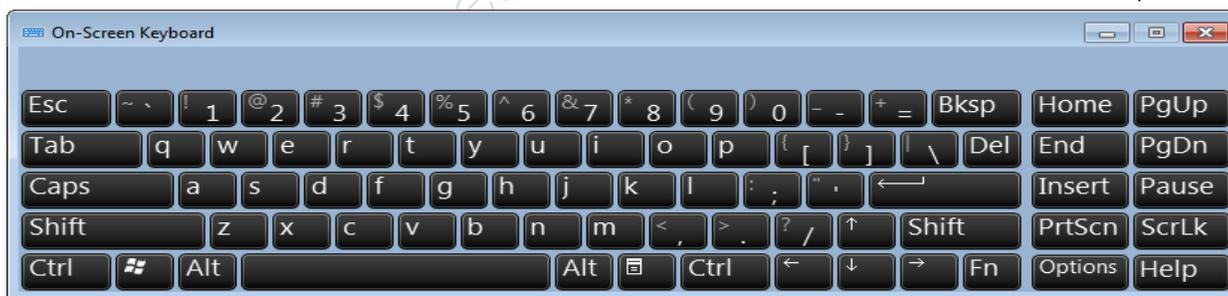 On-Screen Keyboard
Esc ~ ` ! 1 @ 2 # 3 $ 4 % 5 ^ 6 & 7 * 8 ( 9 ) 0 _ - + = Bksp Home PgUp
Tab q w e r t y u i o p { [ } ] | \ Del End PgDn
Caps a s d f g h j k l : ; " ' Insert Pause
Shift z x c v b n m < , > . ? / ↑ Shift PrtScn ScrLk
Ctrl Alt Alt Ctrl ← ↓ → Fn Options Help